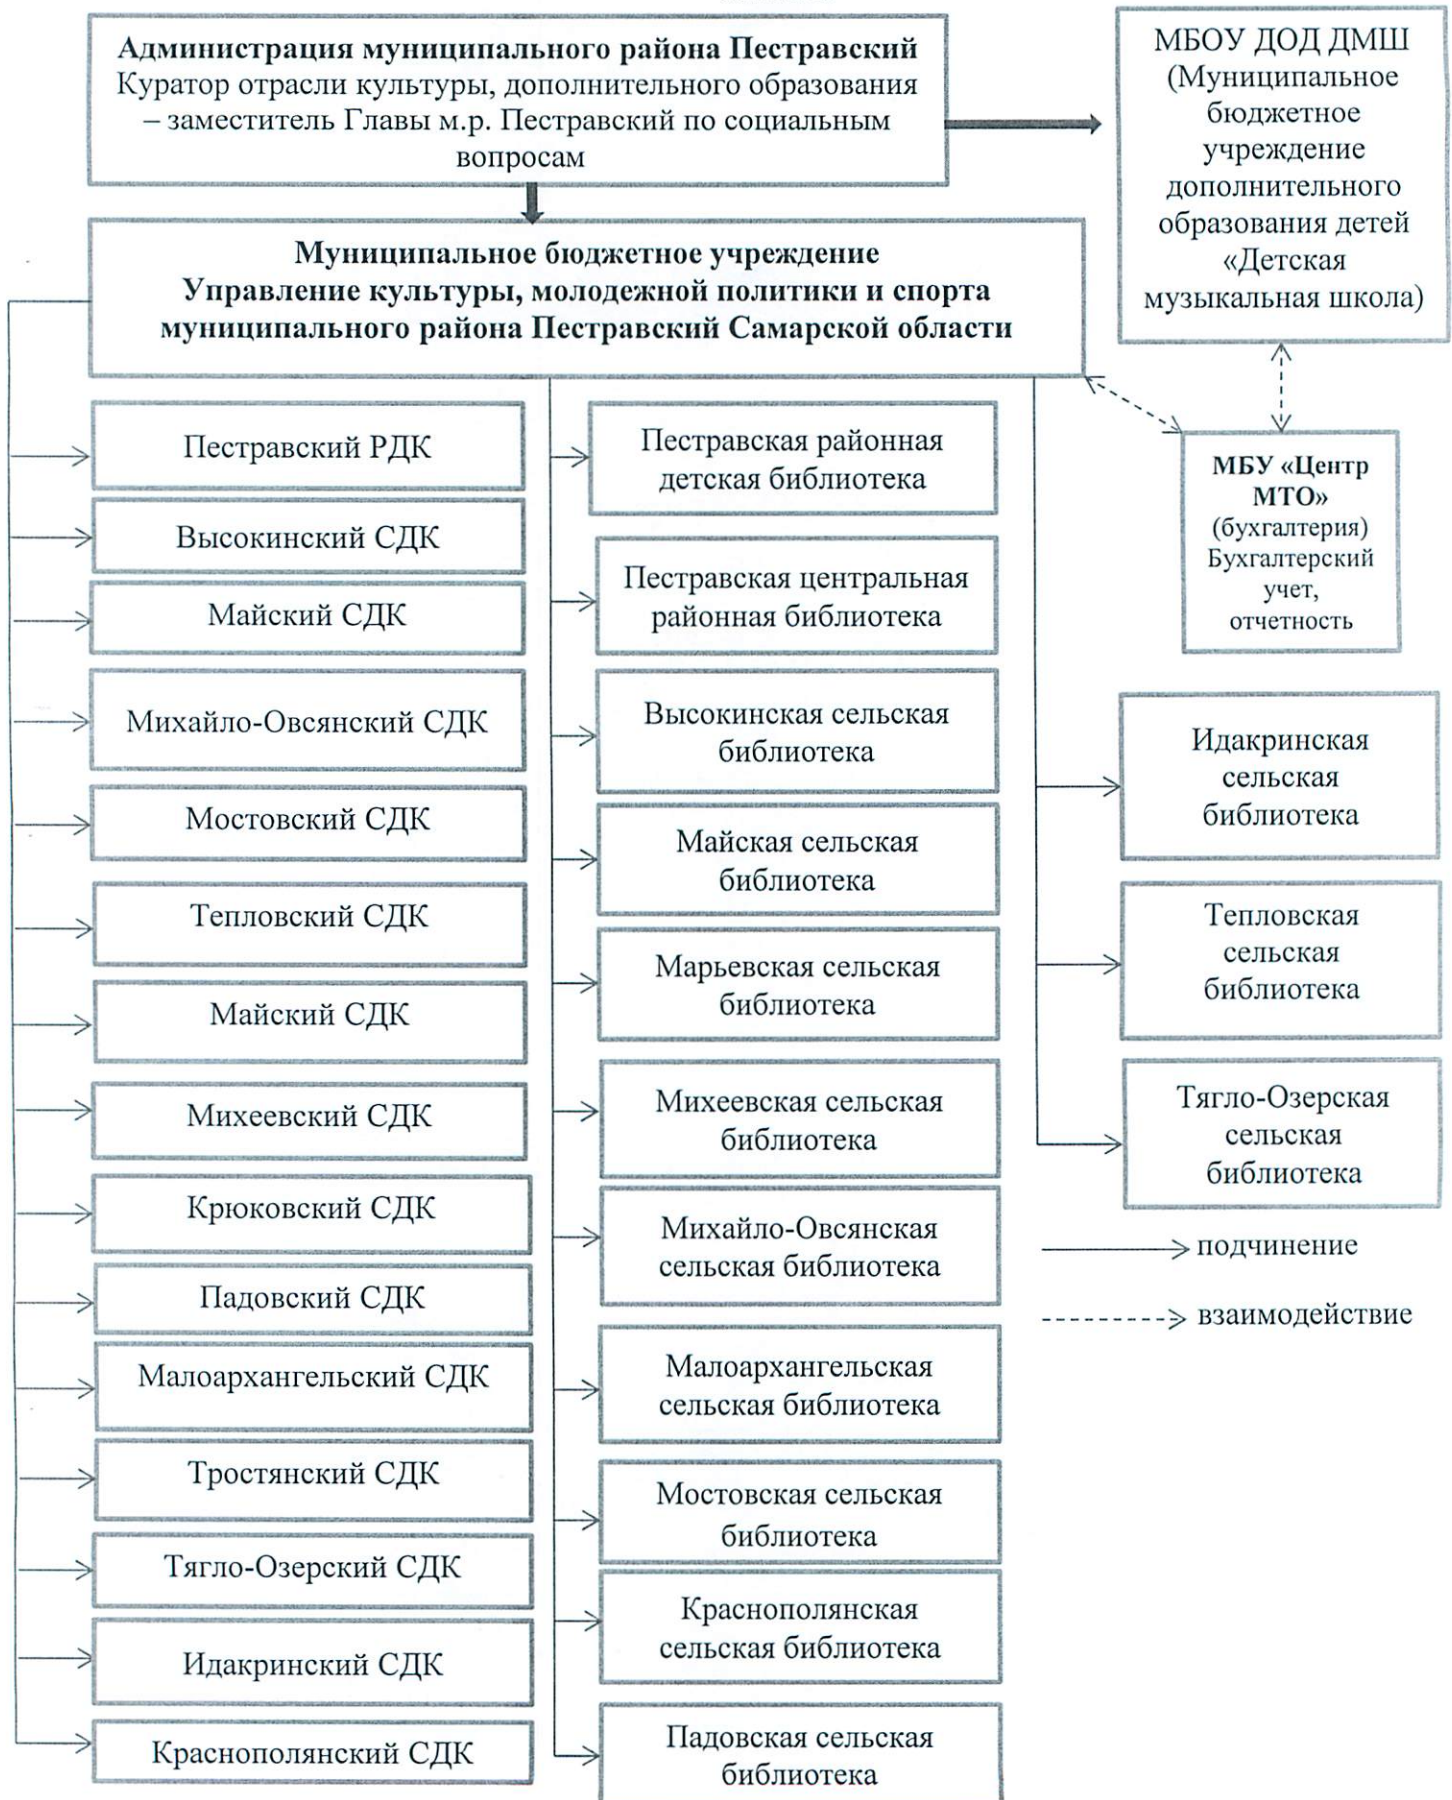 Администрация муниципального района Пестравский
Куратор отрасли культуры, дополнительного образования
– заместитель Главы м.р. Пестравский по социальным
вопросам
МБОУ ДОД ДМШ
(Муниципальное
бюджетное
учреждение
дополнительного
образования детей
«Детская
музыкальная школа)
Муниципальное бюджетное учреждение
Управление культуры, молодежной политики и спорта
муниципального района Пестравский Самарской области
Пестравский РДК
Высокинский СДК
Майский СДК
Михайло-Овсянский СДК
Мостовский СДК
Тепловский СДК
Майский СДК
Михеевский СДК
Крюковский СДК
Падовский СДК
Малоархангельский СДК
Тростянский СДК
Тягло-Озерский СДК
Идакринский СДК
Краснополянский СДК
Пестравская районная
детская библиотека
Пестравская центральная
районная библиотека
Высокинская сельская
библиотека
Майская сельская
библиотека
Марьевская сельская
библиотека
Михеевская сельская
библиотека
Михайло-Овсянская
сельская библиотека
Малоархангельская
сельская библиотека
Мостовская сельская
библиотека
Краснополянская
сельская библиотека
Падовская сельская
библиотека
МБУ «Центр
МТО»
(бухгалтерия)
Бухгалтерский
учет,
отчетность
Идакринская
сельская
библиотека
Тепловская
сельская
библиотека
Тягло-Озерская
сельская
библиотека
подчинение
взаимодействие